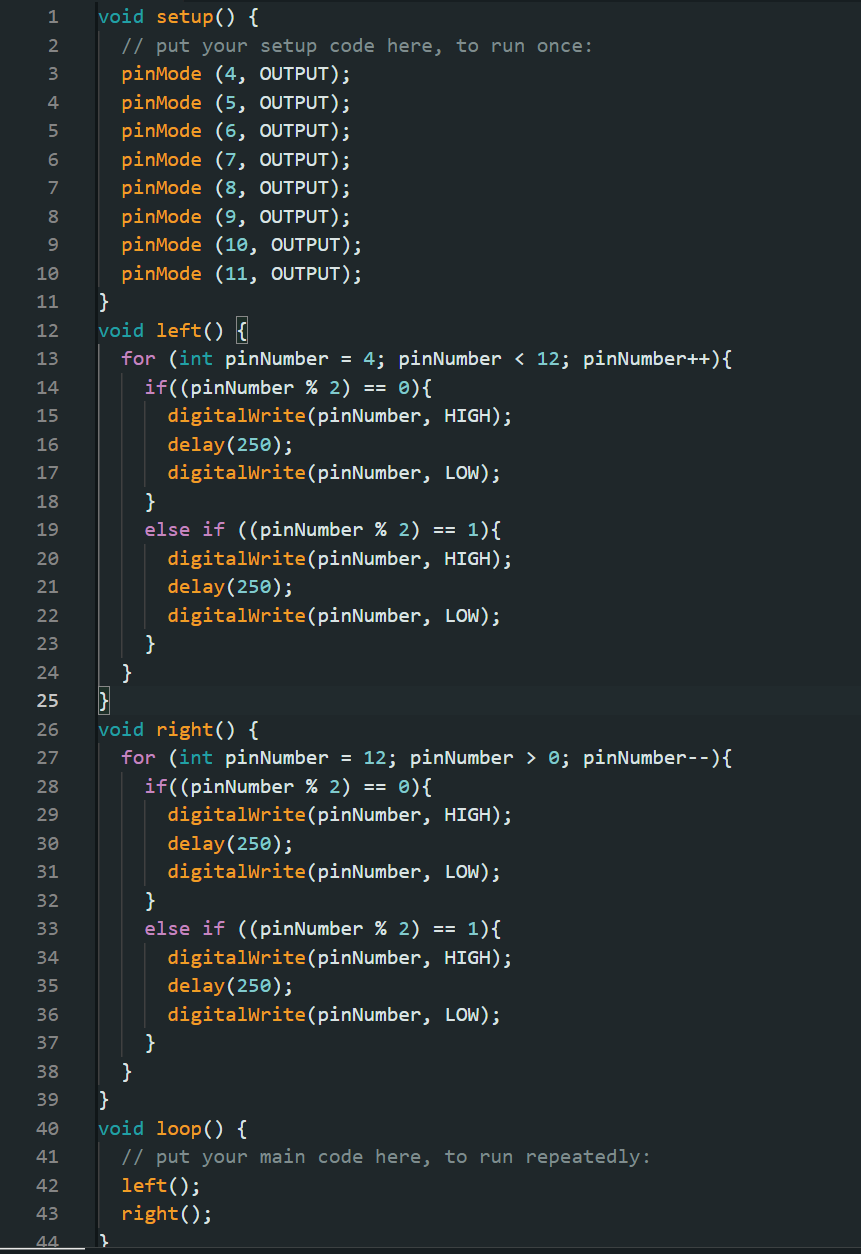 1 void setup() {
2 // put your setup code here, to run once:
3 pinMode (4, OUTPUT);
4 pinMode (5, OUTPUT);
5 pinMode (6, OUTPUT);
6 pinMode (7, OUTPUT);
7 pinMode (8, OUTPUT);
8 pinMode (9, OUTPUT);
9 pinMode (10, OUTPUT);
10 pinMode (11, OUTPUT);
11 }
12 void left() {
13 for (int pinNumber = 4; pinNumber < 12; pinNumber++){
14 if((pinNumber % 2) == 0){
15 digitalWrite(pinNumber, HIGH);
16 delay(250);
17 digitalWrite(pinNumber, LOW);
18 }
19 else if ((pinNumber % 2) == 1){
20 digitalWrite(pinNumber, HIGH);
21 delay(250);
22 digitalWrite(pinNumber, LOW);
23 }
24 }
25 }
26 void right() {
27 for (int pinNumber = 12; pinNumber > 0; pinNumber--){
28 if((pinNumber % 2) == 0){
29 digitalWrite(pinNumber, HIGH);
30 delay(250);
31 digitalWrite(pinNumber, LOW);
32 }
33 else if ((pinNumber % 2) == 1){
34 digitalWrite(pinNumber, HIGH);
35 delay(250);
36 digitalWrite(pinNumber, LOW);
37 }
38 }
39 }
40 void loop() {
41 // put your main code here, to run repeatedly:
42 left();
43 right();
44 }